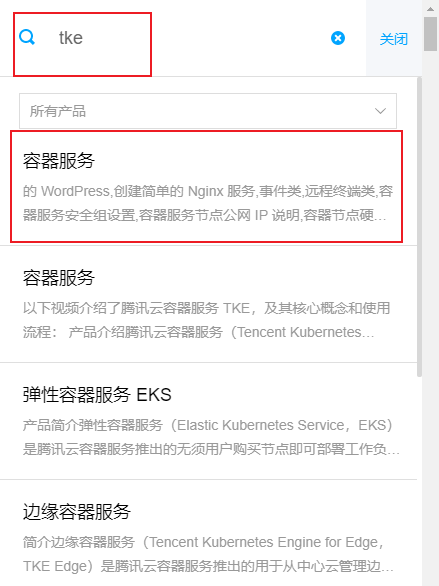 tke
关闭
所有产品
容器服务
的 WordPress,创建简单的 Nginx 服务,事件类,远程终端类,容
器服务安全组设置,容器服务节点公网 IP 说明,容器节点硬...
容器服务
以下视频介绍了腾讯云容器服务 TKE，及其核心概念和使用
流程： 产品介绍腾讯云容器服务（Tencent Kubernetes...
弹性容器服务 EKS
产品简介弹性容器服务（Elastic Kubernetes Service，EKS）
是腾讯云容器服务推出的无须用户购买节点即可部署工作负...
边缘容器服务
简介边缘容器服务（Tencent Kubernetes Engine for Edge，
TKE Edge）是腾讯云容器服务推出的用于从中心云管理边...